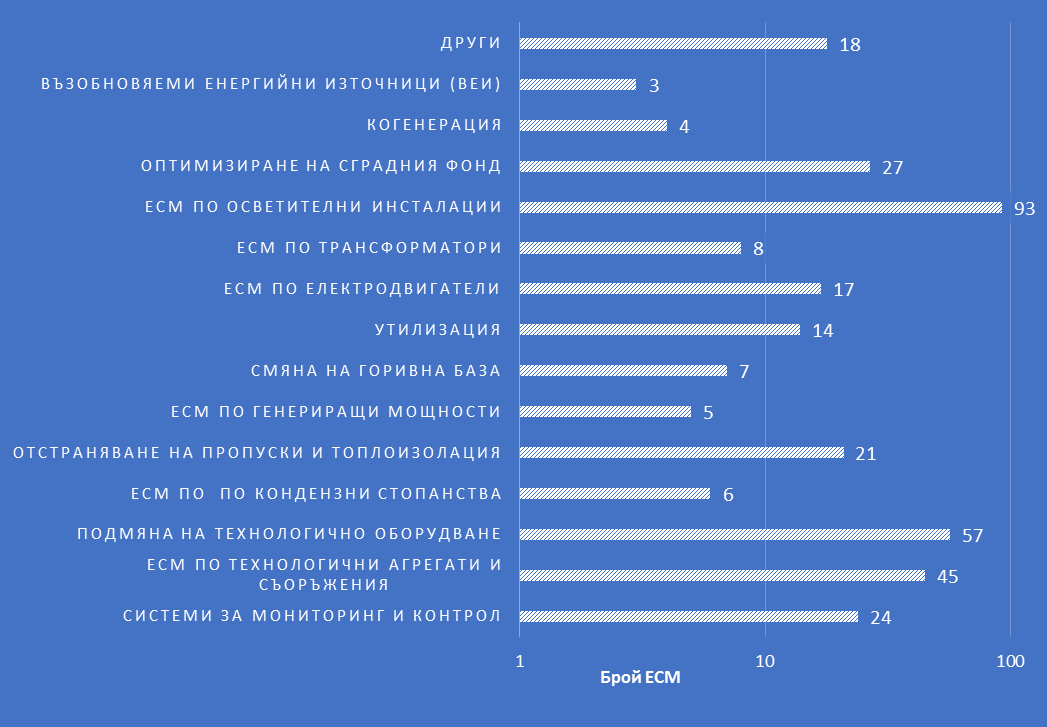 ДРУГИ 18
ВЪЗОБНОВЯЕМИ ЕНЕРГИЙНИ ИЗТОЧНИЦИ (ВЕИ) 3
КОГЕНЕРАЦИЯ 4
ОПТИМИЗИРАНЕ НА СГРАДНИЯ ФОНД 27
ЕСМ ПО ОСВЕТИТЕЛНИ ИНСТАЛАЦИИ 93
ЕСМ ПО ТРАНСФОРМАТОРИ 8
ЕСМ ПО ЕЛЕКТРОДВИГАТЕЛИ 17
УТИЛИЗАЦИЯ 14
СМЯНА НА ГОРИВНА БАЗА 7
ЕСМ ПО ГЕНЕРИРАЩИ МОЩНОСТИ 5
ОТСТРАНЯВАНЕ НА ПРОПУСКИ И ТОПЛОИЗОЛАЦИЯ 21
ЕСМ ПО  ПО КОНДЕНЗНИ СТОПАНСТВА 6
ПОДМЯНА НА ТЕХНОЛОГИЧНО ОБОРУДВАНЕ 57
ЕСМ ПО ТЕХНОЛОГИЧНИ АГРЕГАТИ И
СЪОРЪЖЕНИЯ 45
СИСТЕМИ ЗА МОНИТОРИНГ И КОНТРОЛ 24
1 10 100
Брой ЕСМ